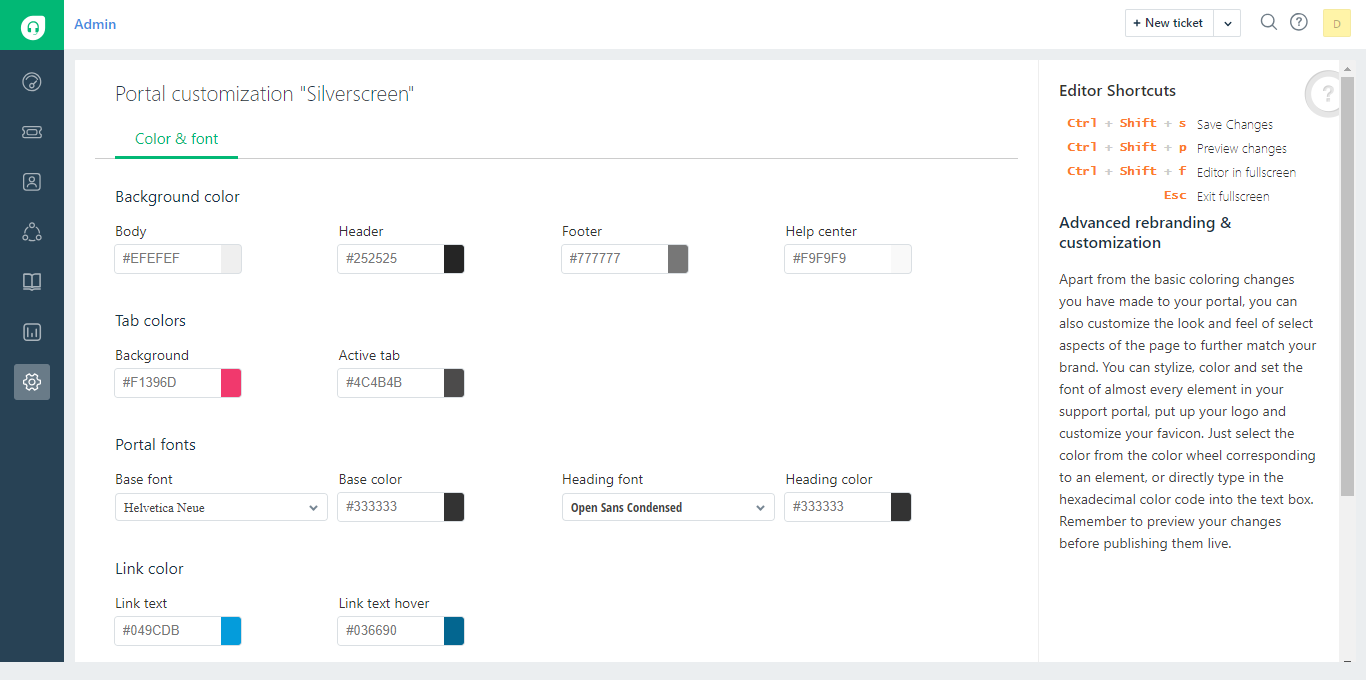 Admin
+ New ticket
D
Portal customization "Silverscreen"
Color & font
Background color
Body
Header
Footer
Help center
#EFEFEF
#252525
#777777
#F9F9F9
Tab colors
Background
Active tab
#F1396D
#4C4B4B
Portal fonts
Base font
Base color
Heading font
Heading color
Helvetica Neue
#333333
Open Sans Condensed
#333333
Link color
Link text
Link text hover
#049CDB
#036690
Editor Shortcuts
?
Ctrl + Shift + s Save Changes
Ctrl + Shift + p Preview changes
Ctrl + Shift + f Editor in fullscreen
Esc Exit fullscreen
Advanced rebranding &
customization
Apart from the basic coloring changes
you have made to your portal, you can
also customize the look and feel of select
aspects of the page to further match your
brand. You can stylize, color and set the
font of almost every element in your
support portal, put up your logo and
customize your favicon. Just select the
color from the color wheel corresponding
to an element, or directly type in the
hexadecimal color code into the text box.
Remember to preview your changes
before publishing them live.